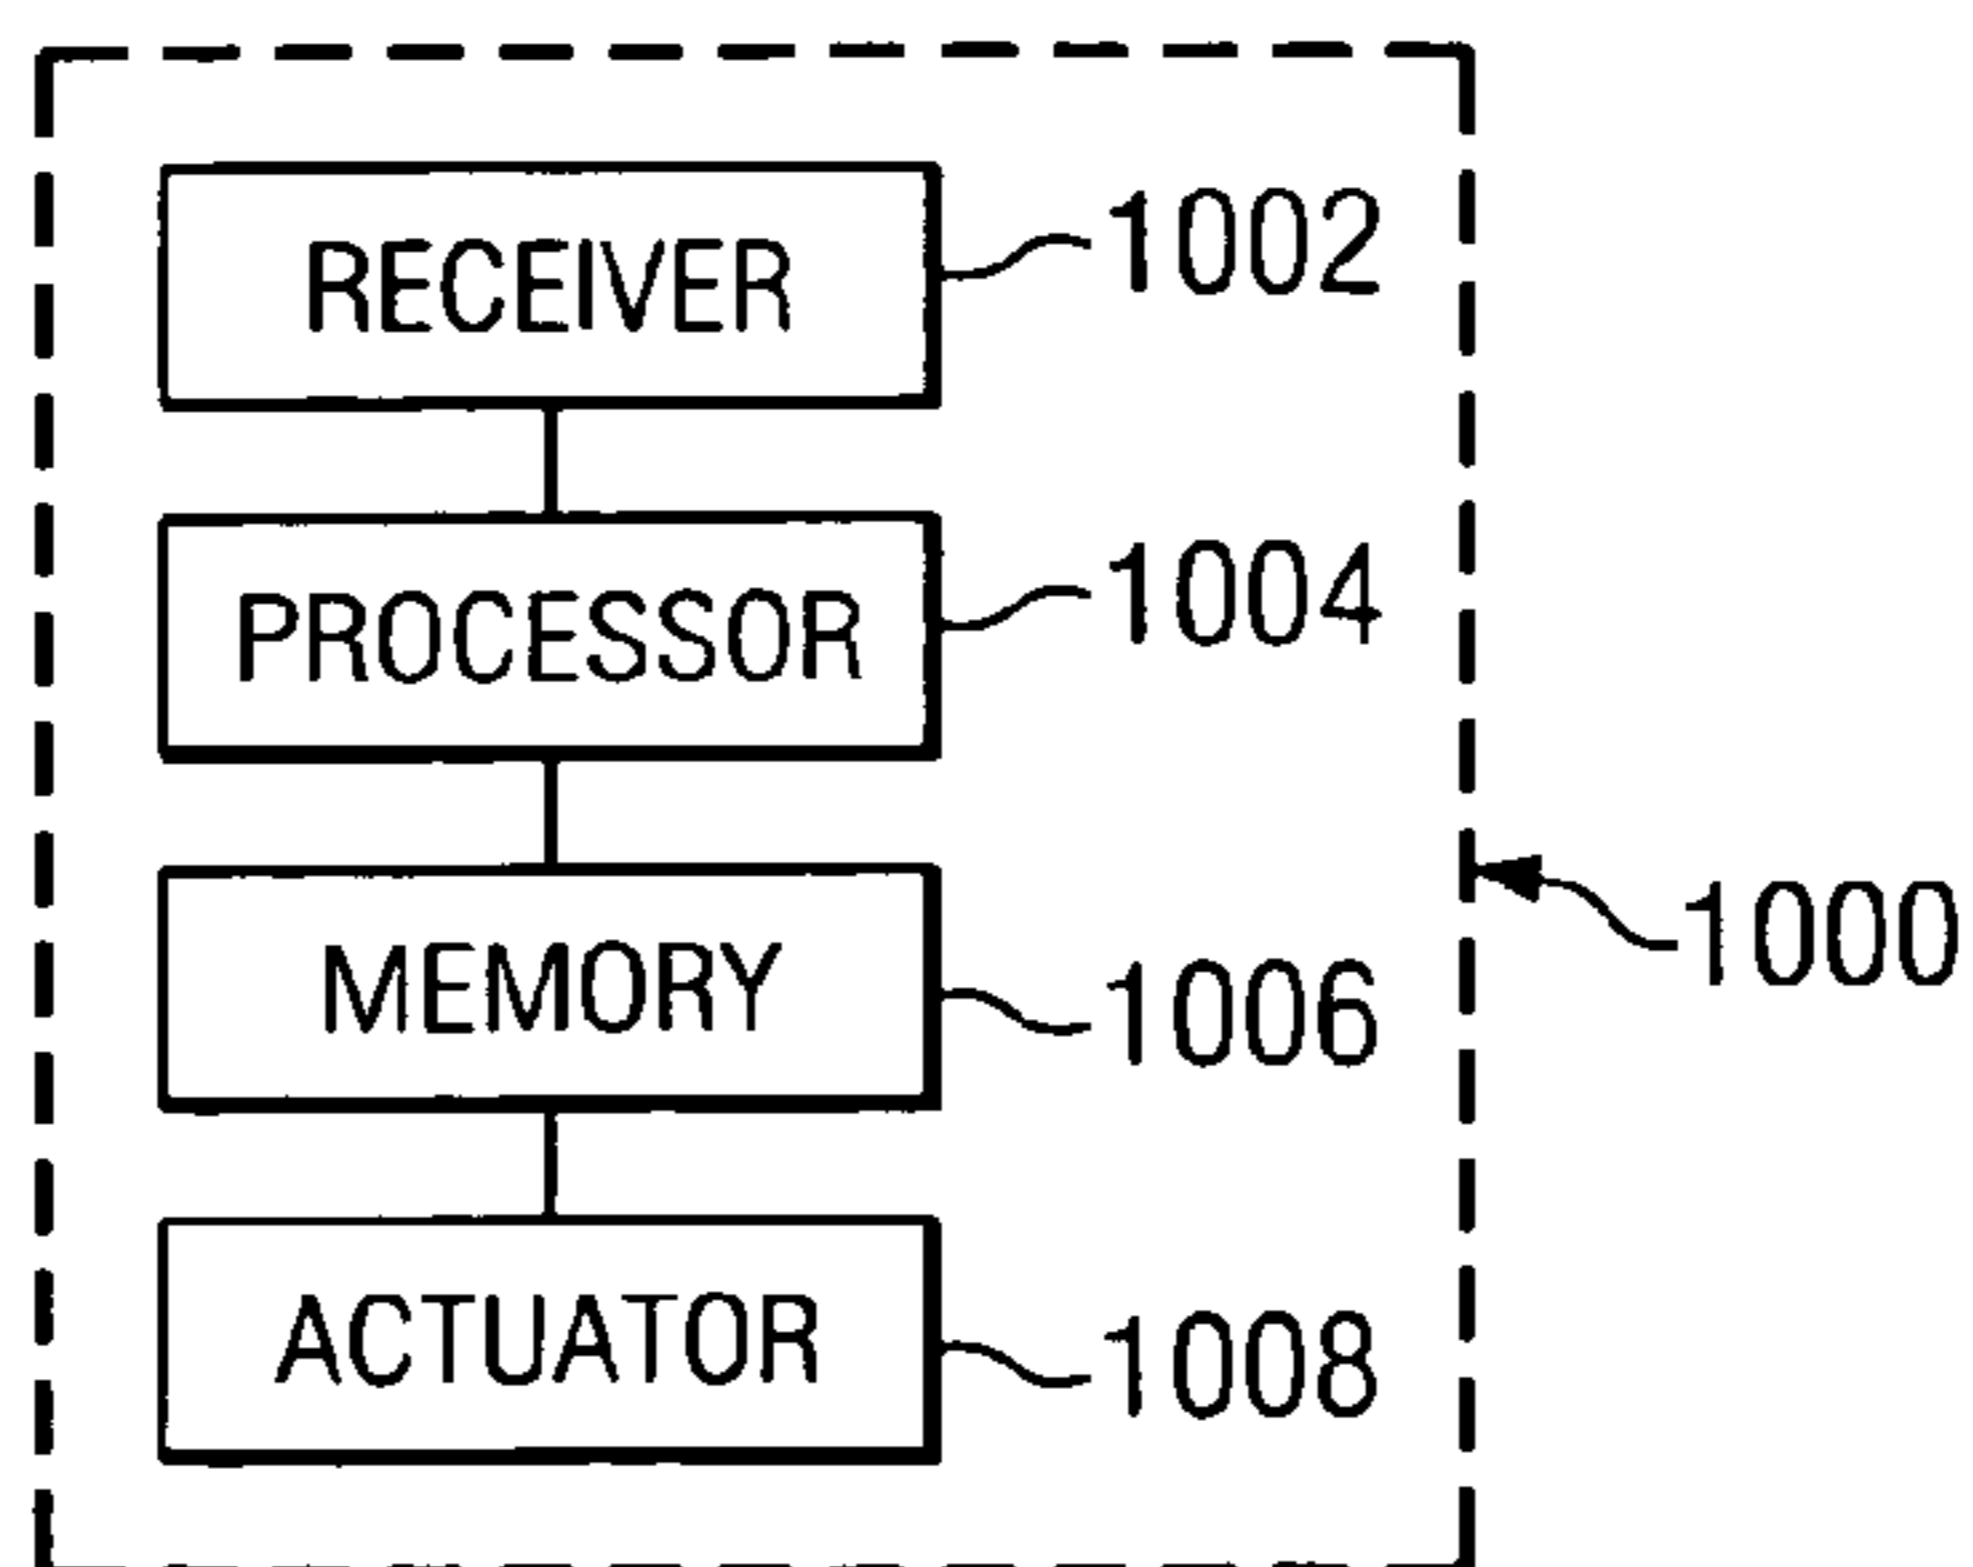 RECEIVER 1002
PROCESSOR 1004
1000
MEMORY 1006
ACTUATOR 1008